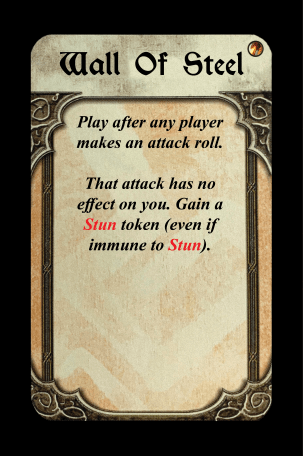 Wall Of Steel
Play after any player
makes an attack roll.
That attack has no
effect on you. Gain a
Stun token (even if
immune to Stun).